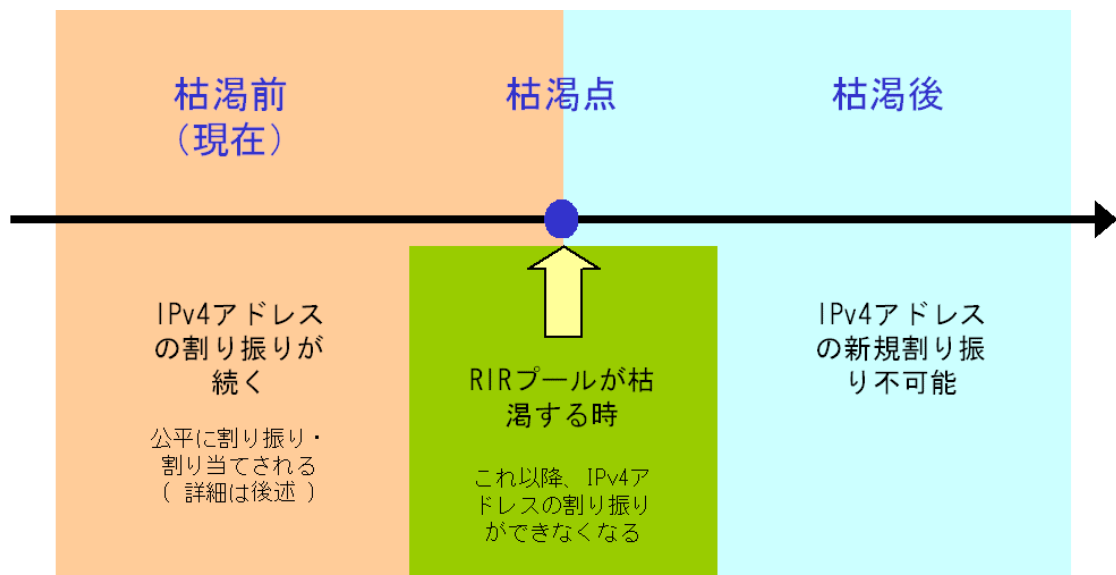 枯渇前
（現在）
枯渇点
枯渇後
IPv4アドレス
の割り振りが
続く
公平に割り振り・
割り当てされる
( 詳細は後述 )
RIRプールが枯
渇する時
これ以降、IPv4ア
ドレスの割り振り
ができなくなる
IPv4アドレス
の新規割り振
り不可能